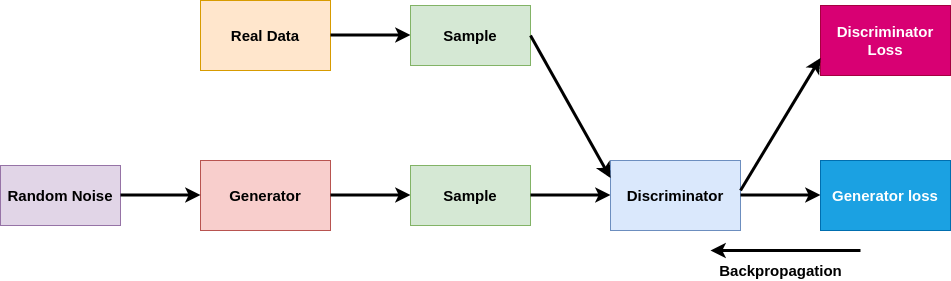 Real Data
Sample
Discriminator
Loss
Random Noise
Generator
Sample
Discriminator
Generator loss
Backpropagation